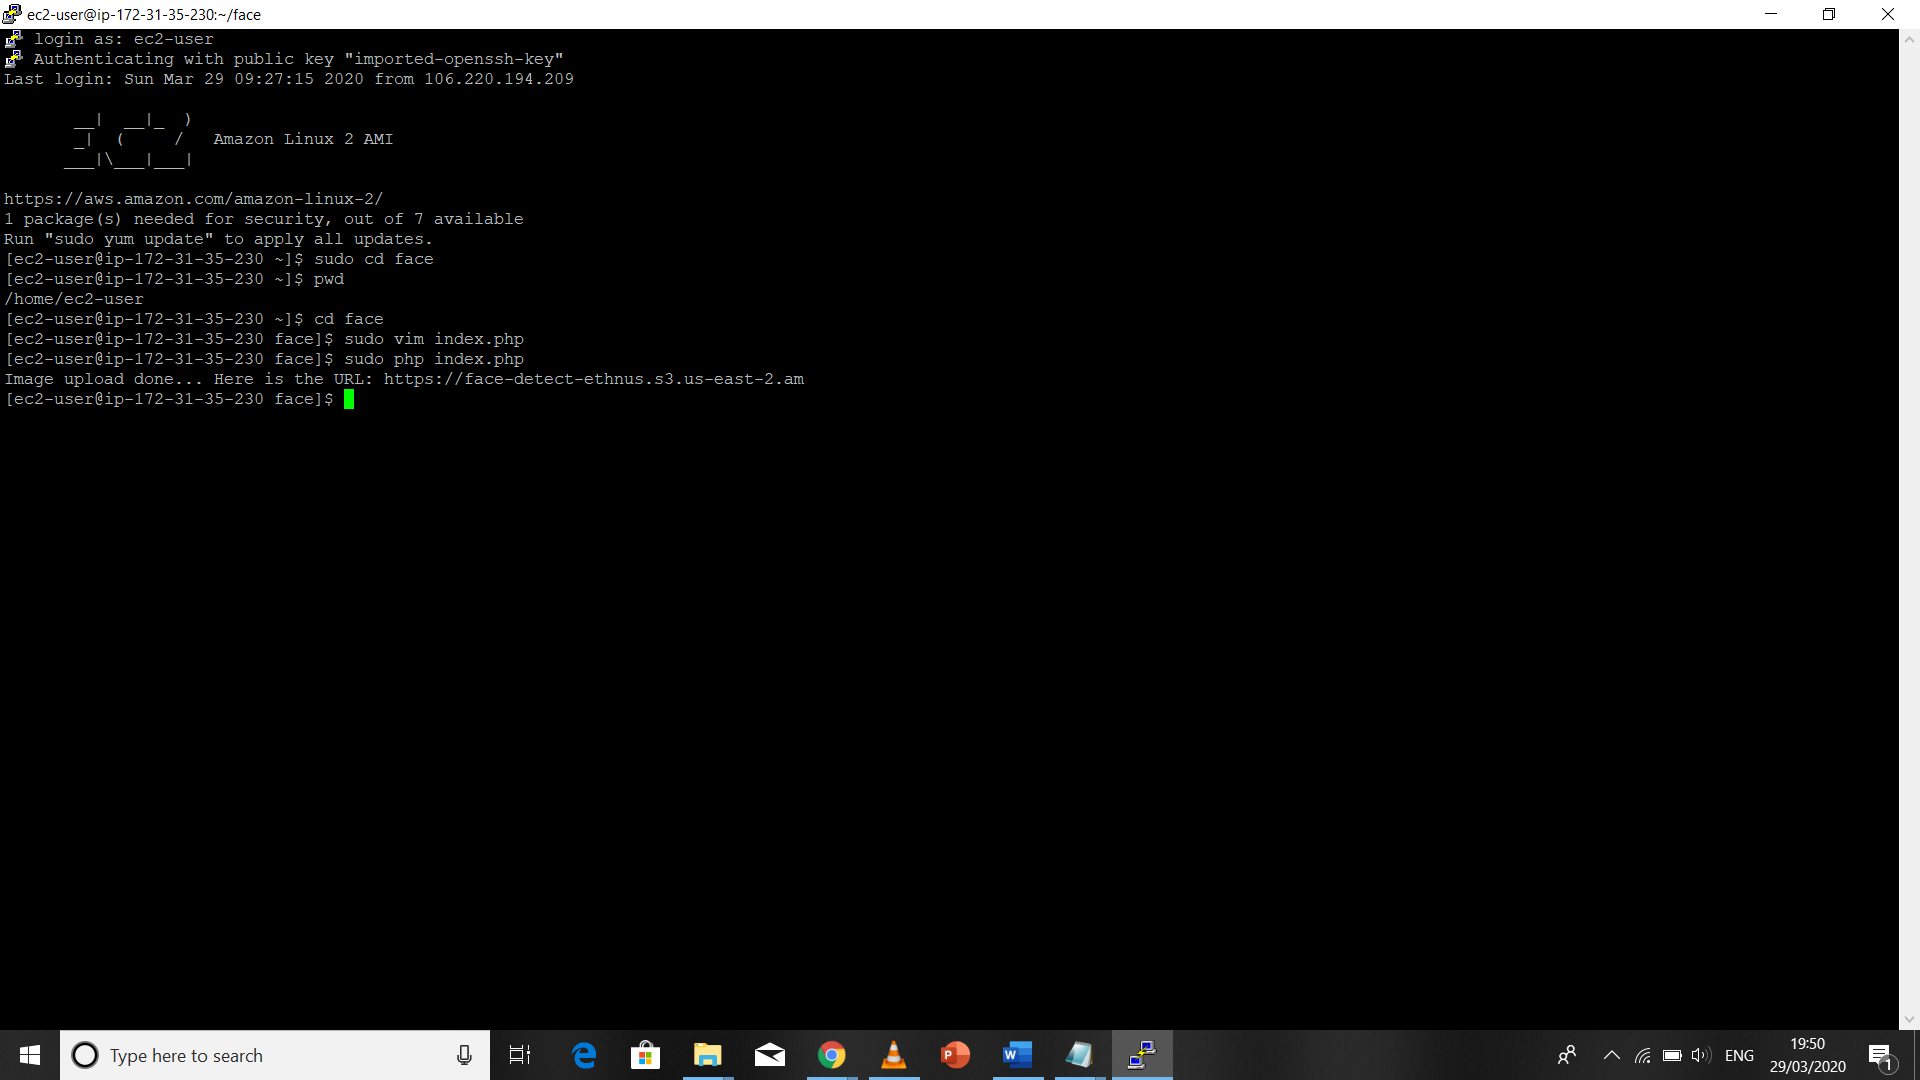 ec2-user@ip-172-31-35-230:~/face
login as: ec2-user
Authenticating with public key "imported-openssh-key"
Last login: Sun Mar 29 09:27:15 2020 from 106.220.194.209
__|  __|_  )
_|  (     /   Amazon Linux 2 AMI
___|\___|___|
https://aws.amazon.com/amazon-linux-2/
1 package(s) needed for security, out of 7 available
Run "sudo yum update" to apply all updates.
[ec2-user@ip-172-31-35-230 ~]$ sudo cd face
[ec2-user@ip-172-31-35-230 ~]$ pwd
/home/ec2-user
[ec2-user@ip-172-31-35-230 ~]$ cd face
[ec2-user@ip-172-31-35-230 face]$ sudo vim index.php
[ec2-user@ip-172-31-35-230 face]$ sudo php index.php
Image upload done... Here is the URL: https://face-detect-ethnus.s3.us-east-2.am
[ec2-user@ip-172-31-35-230 face]$
Type here to search
ENG
19:50
29/03/2020
1